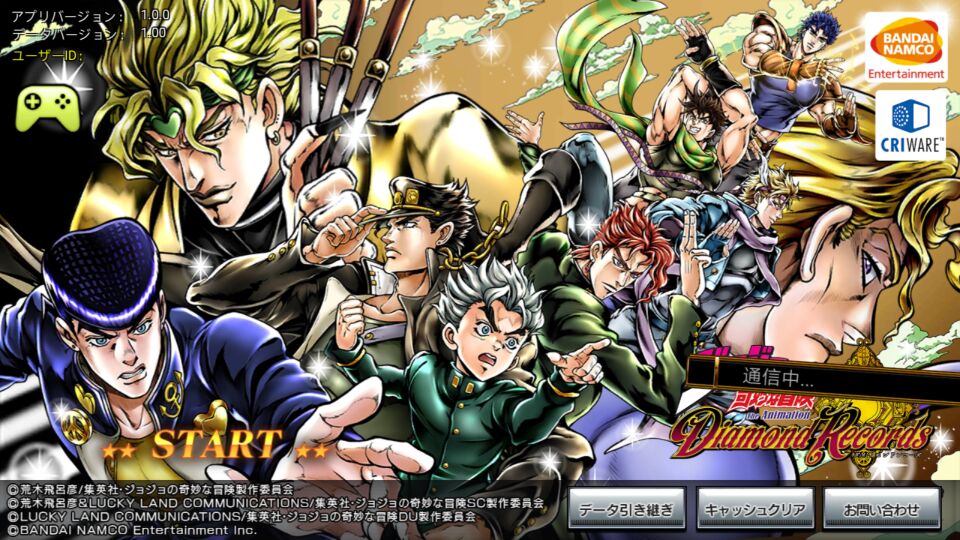 アプリバージョン: 1.0.0
データバージョン: 1.00
ユーザーID:
BANDAI
NAMCO
Entertainment
CRIWARE™
通信中...
The Animation
Diamond Records
★★ START ★★
©荒木飛呂彦/集英社・ジョジョの奇妙な冒険製作委員会
©荒木飛呂彦&LUCKY LAND COMMUNICATIONS/集英社・ジョジョの奇妙な冒険SC製作委員会
©LUCKY LAND COMMUNICATIONS/集英社・ジョジョの奇妙な冒険DU製作委員会
©BANDAI NAMCO Entertainment Inc.
データ引き継ぎ
キャッシュクリア
お問い合わせ